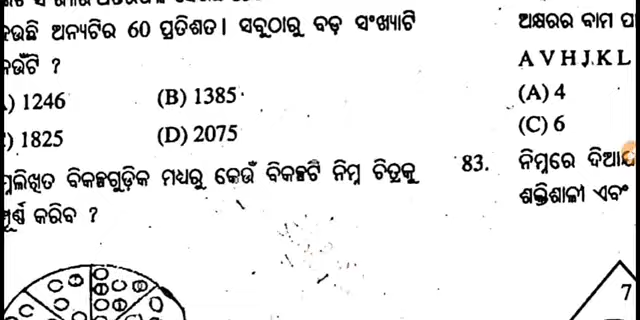 ହଉଛି ଅନ୍ୟଟିର 60 ପ୍ରତିଶତ। ସବୁଠାରୁ ବଡ଼ ସଂଖ୍ୟାଟି
କେଉଁଟି ?
) 1246 (B) 1385
) 1825 (D) 2075
ନିମ୍ନଲିଖିତ ବିକଳ୍ପଗୁଡ଼ିକ ମଧ୍ୟରୁ କେଉଁ ବିକଳ୍ପଟି ନିମ୍ନ ଚିତ୍ରକୁ
ପୂର୍ଣ୍ଣ କରିବ ?
ଅକ୍ଷରର ବାମ
A V H J K L
(A) 4
(C) 6
83. ନିମ୍ନରେ
ଶକ୍ତିଶାଳୀ ଏବଂ
7